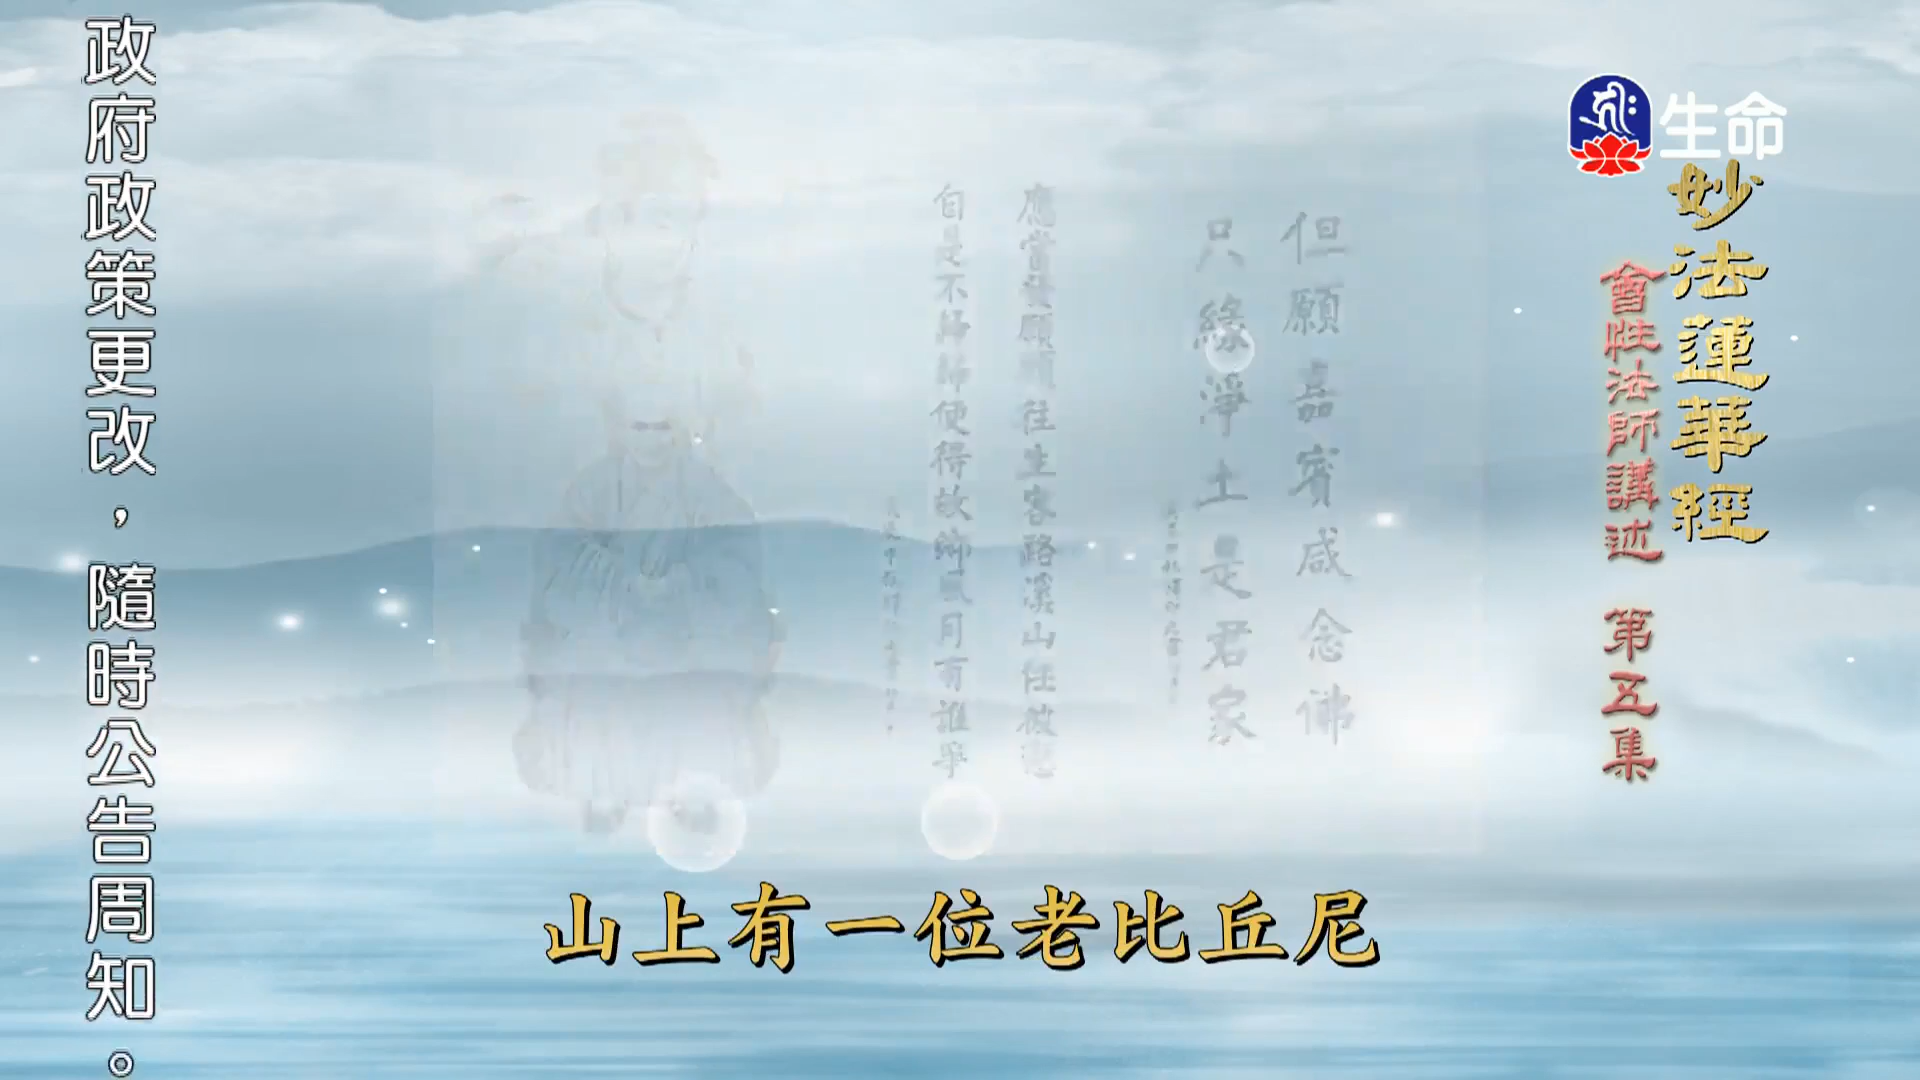 生命
妙法蓮華經
會性法師講述 第五集
但願嘉賓咸念佛
只緣淨土是君家
應當發願願往生客路溪山任彼戀
自是不歸歸便得故鄉風月有誰爭
政府政策更改，隨時公告周知。
山上有一位老比丘尼